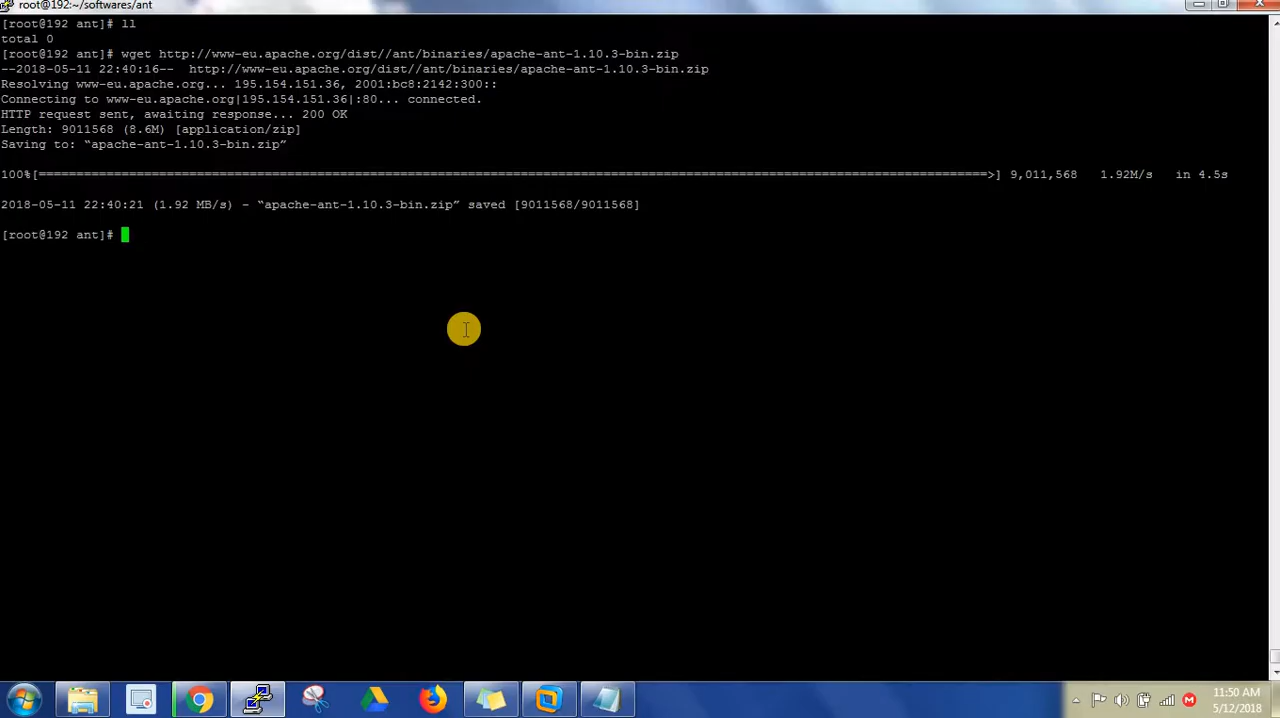 root@192:~/softwares/ant
[root@192 ant]# ll
total 0
[root@192 ant]# wget http://www-eu.apache.org/dist//ant/binaries/apache-ant-1.10.3-bin.zip
--2018-05-11 22:40:16--  http://www-eu.apache.org/dist//ant/binaries/apache-ant-1.10.3-bin.zip
Resolving www-eu.apache.org... 195.154.151.36, 2001:bc8:2142:300::
Connecting to www-eu.apache.org|195.154.151.36|:80... connected.
HTTP request sent, awaiting response... 200 OK
Length: 9011568 (8.6M) [application/zip]
Saving to: “apache-ant-1.10.3-bin.zip”
100%[==============================================================================================================================>] 9,011,568   1.92M/s   in 4.5s
2018-05-11 22:40:21 (1.92 MB/s) - “apache-ant-1.10.3-bin.zip” saved [9011568/9011568]
[root@192 ant]#
11:50 AM
5/12/2018